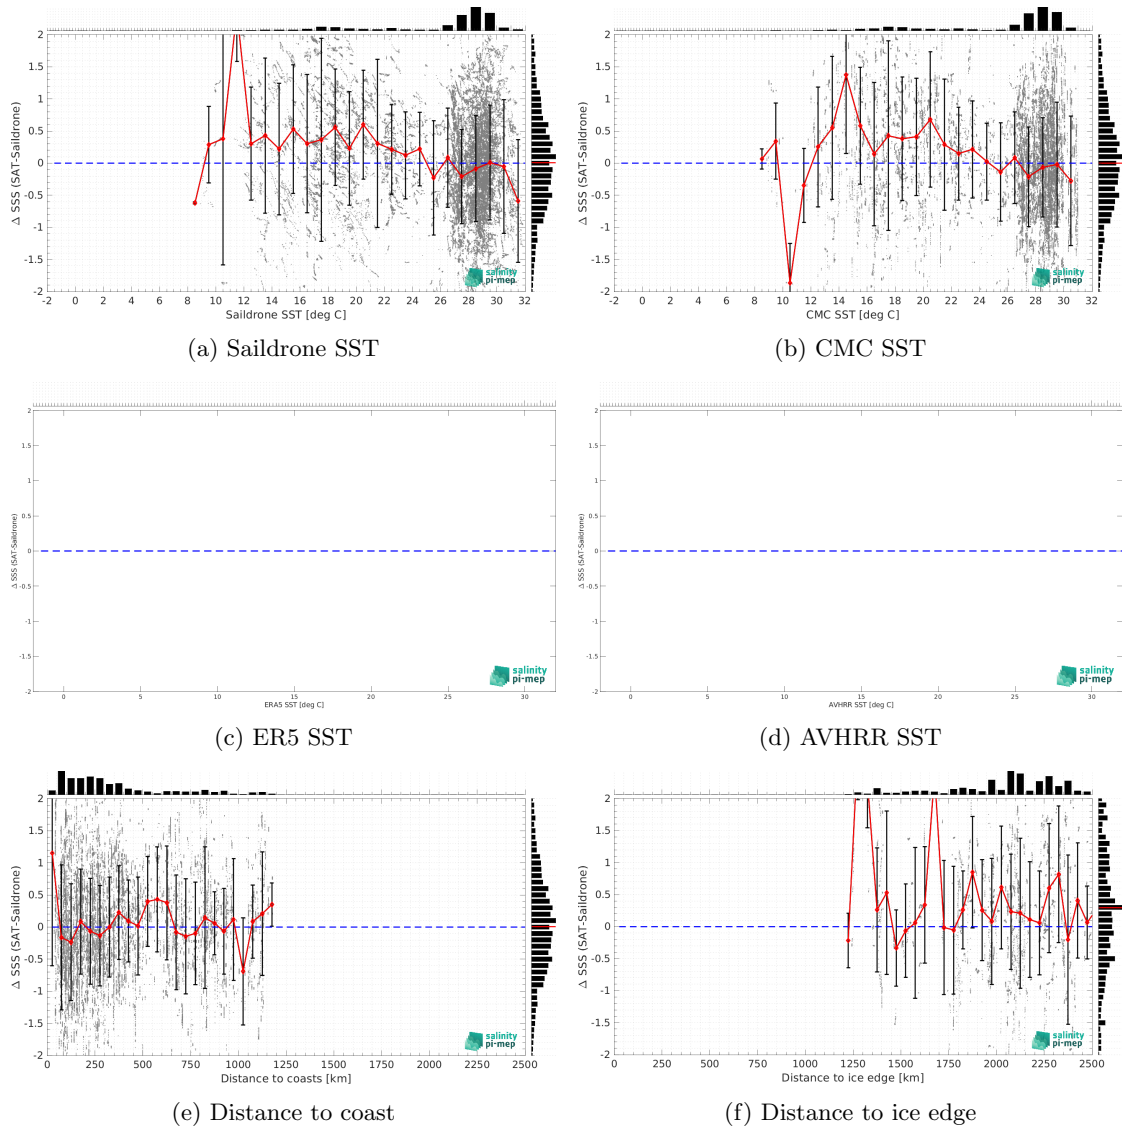 2
1.5
1
0.5
0
-0.5
-1
-1.5
-2
Δ SSS (SAT-Saildrone)
-2 0 2 4 6 8 10 12 14 16 18 20 22 24 26 28 30 32
Saildrone SST [deg C]
salinity
pi-mep
(a) Saildrone SST
2
1.5
1
0.5
0
-0.5
-1
-1.5
-2
Δ SSS (SAT-Saildrone)
-2 0 2 4 6 8 10 12 14 16 18 20 22 24 26 28 30 32
CMC SST [deg C]
salinity
pi-mep
(b) CMC SST
2
1.5
1
0.5
0
-0.5
-1
-1.5
-2
Δ SSS (SAT-Saildrone)
0 5 10 15 20 25 30
ERA5 SST [deg C]
salinity
pi-mep
(c) ER5 SST
2
1.5
1
0.5
0
-0.5
-1
-1.5
-2
Δ SSS (SAT-Saildrone)
0 5 10 15 20 25 30
AVHRR SST [deg C]
salinity
pi-mep
(d) AVHRR SST
2
1.5
1
0.5
0
-0.5
-1
-1.5
-2
Δ SSS (SAT-Saildrone)
0 250 500 750 1000 1250 1500 1750 2000 2250 2500
Distance to coasts [km]
salinity
pi-mep
(e) Distance to coast
2
1.5
1
0.5
0
-0.5
-1
-1.5
-2
Δ SSS (SAT-Saildrone)
0 250 500 750 1000 1250 1500 1750 2000 2250 2500
Distance to ice edge [km]
salinity
pi-mep
(f) Distance to ice edge